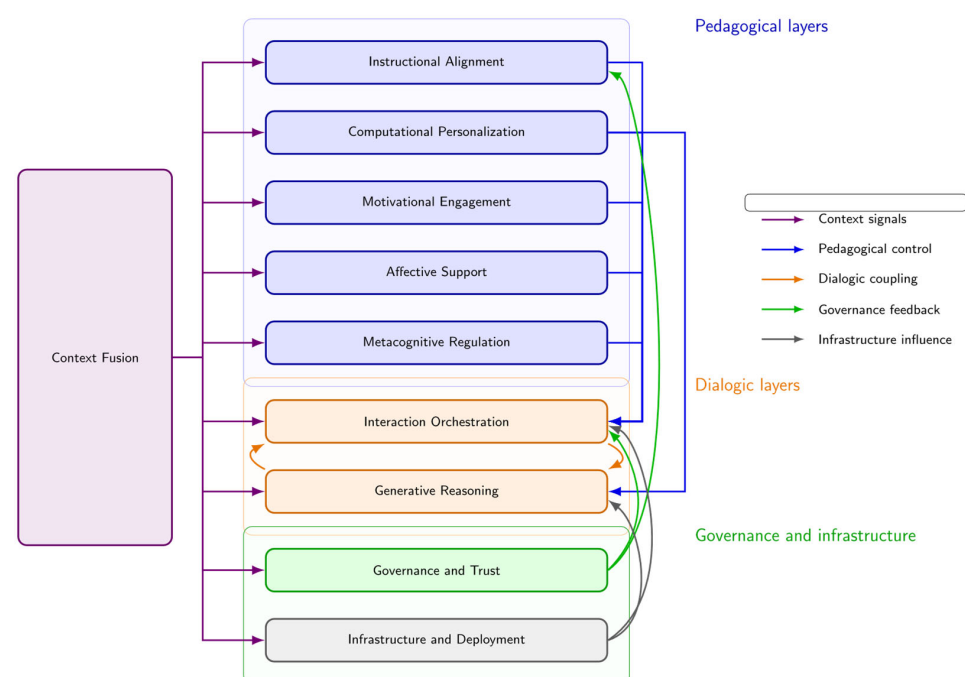 Pedagogical layers
Instructional Alignment
Computational Personalization
Motivational Engagement
Affective Support
Metacognitive Regulation
Context Fusion
Context signals
Pedagogical control
Dialogic coupling
Governance feedback
Infrastructure influence
Dialogic layers
Interaction Orchestration
Generative Reasoning
Governance and infrastructure
Governance and Trust
Infrastructure and Deployment